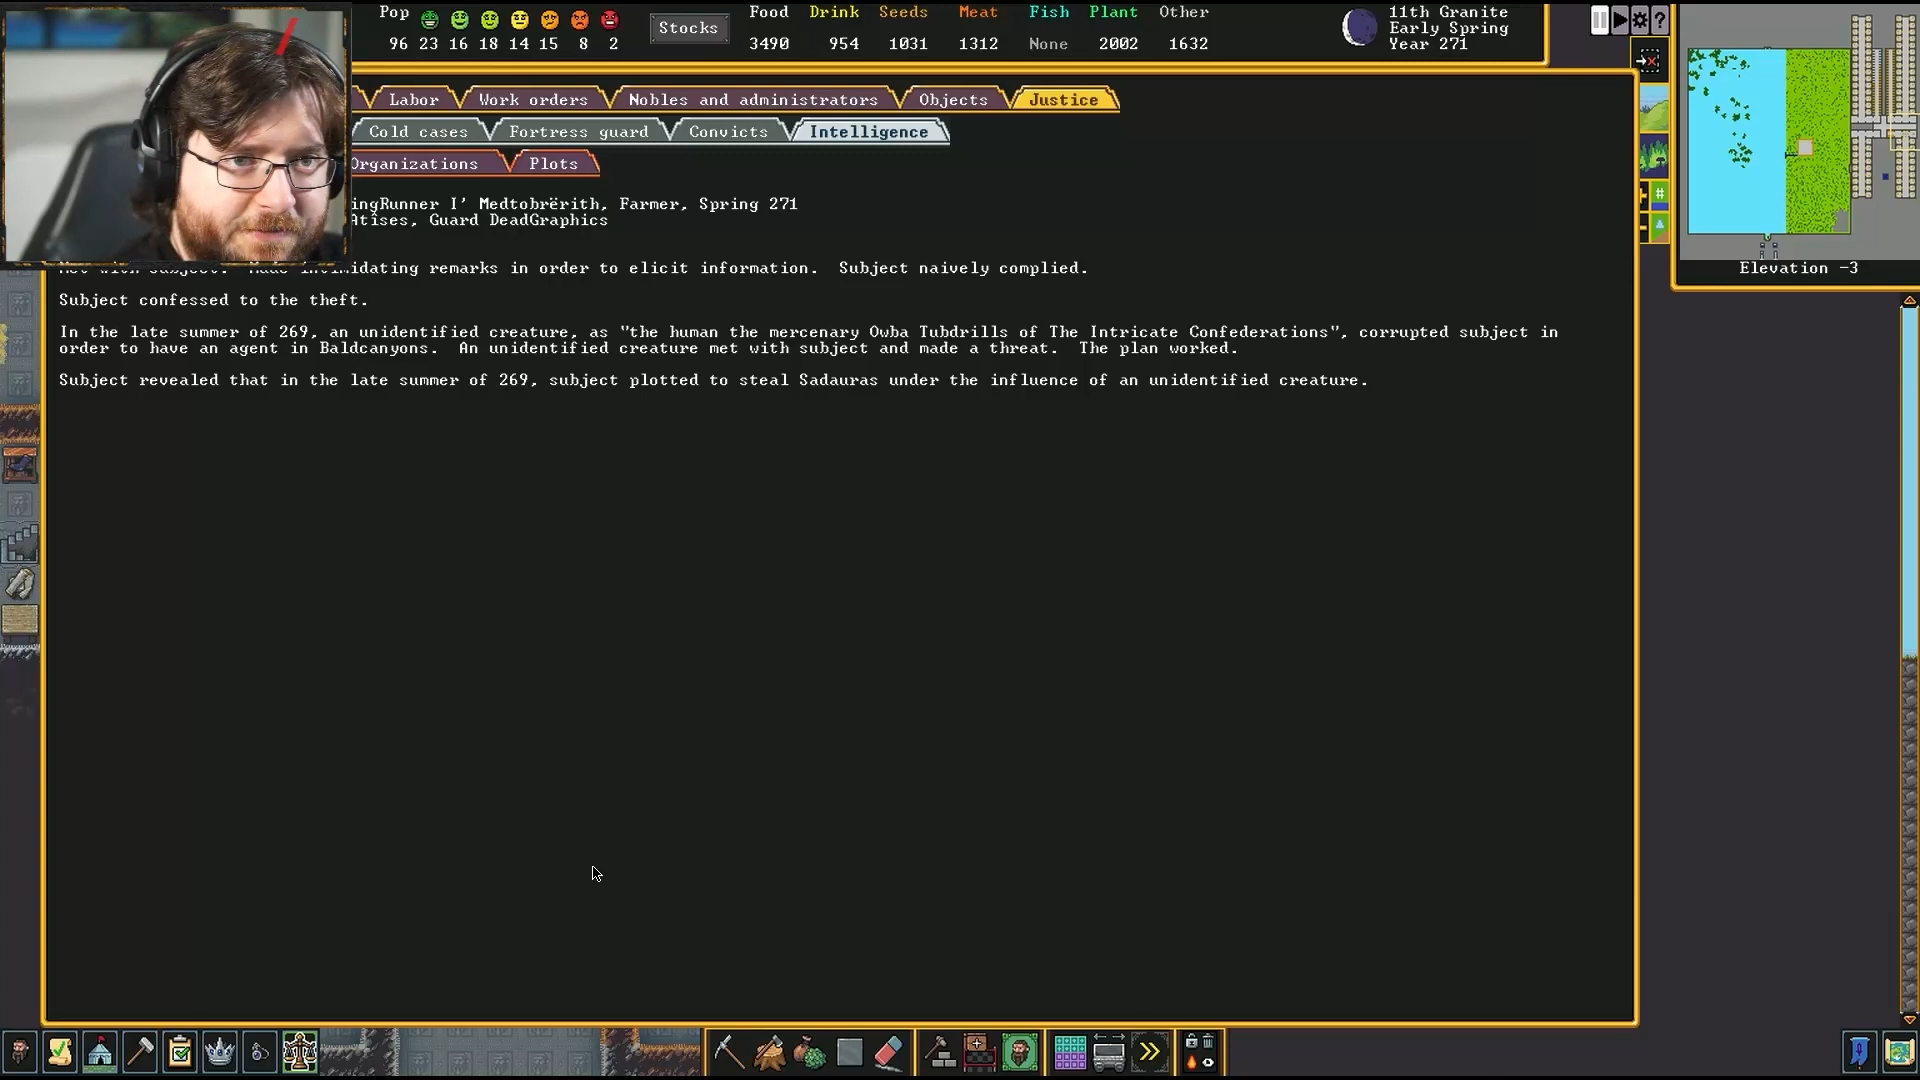 Pop
96 23 16 18 14 15 8 2
Stocks
Food Drink Seeds Meat Fish Plant Other
3490 954 1031 1312 None 2002 1632
11th Granite
Early Spring
Year 271
Labor Work orders Nobles and administrators Objects Justice
Cold cases Fortress guard Convicts Intelligence
Organizations Plots
ingRunner I' Medtobrërith, Farmer, Spring 271
Atîses, Guard DeadGraphics
Met with subject. Made intimidating remarks in order to elicit information. Subject naively complied.
Subject confessed to the theft.
In the late summer of 269, an unidentified creature, as "the human the mercenary Owba Tubdrills of The Intricate Confederations", corrupted subject in
order to have an agent in Baldcanyons. An unidentified creature met with subject and made a threat. The plan worked.
Subject revealed that in the late summer of 269, subject plotted to steal Sadauras under the influence of an unidentified creature.
Elevation -3